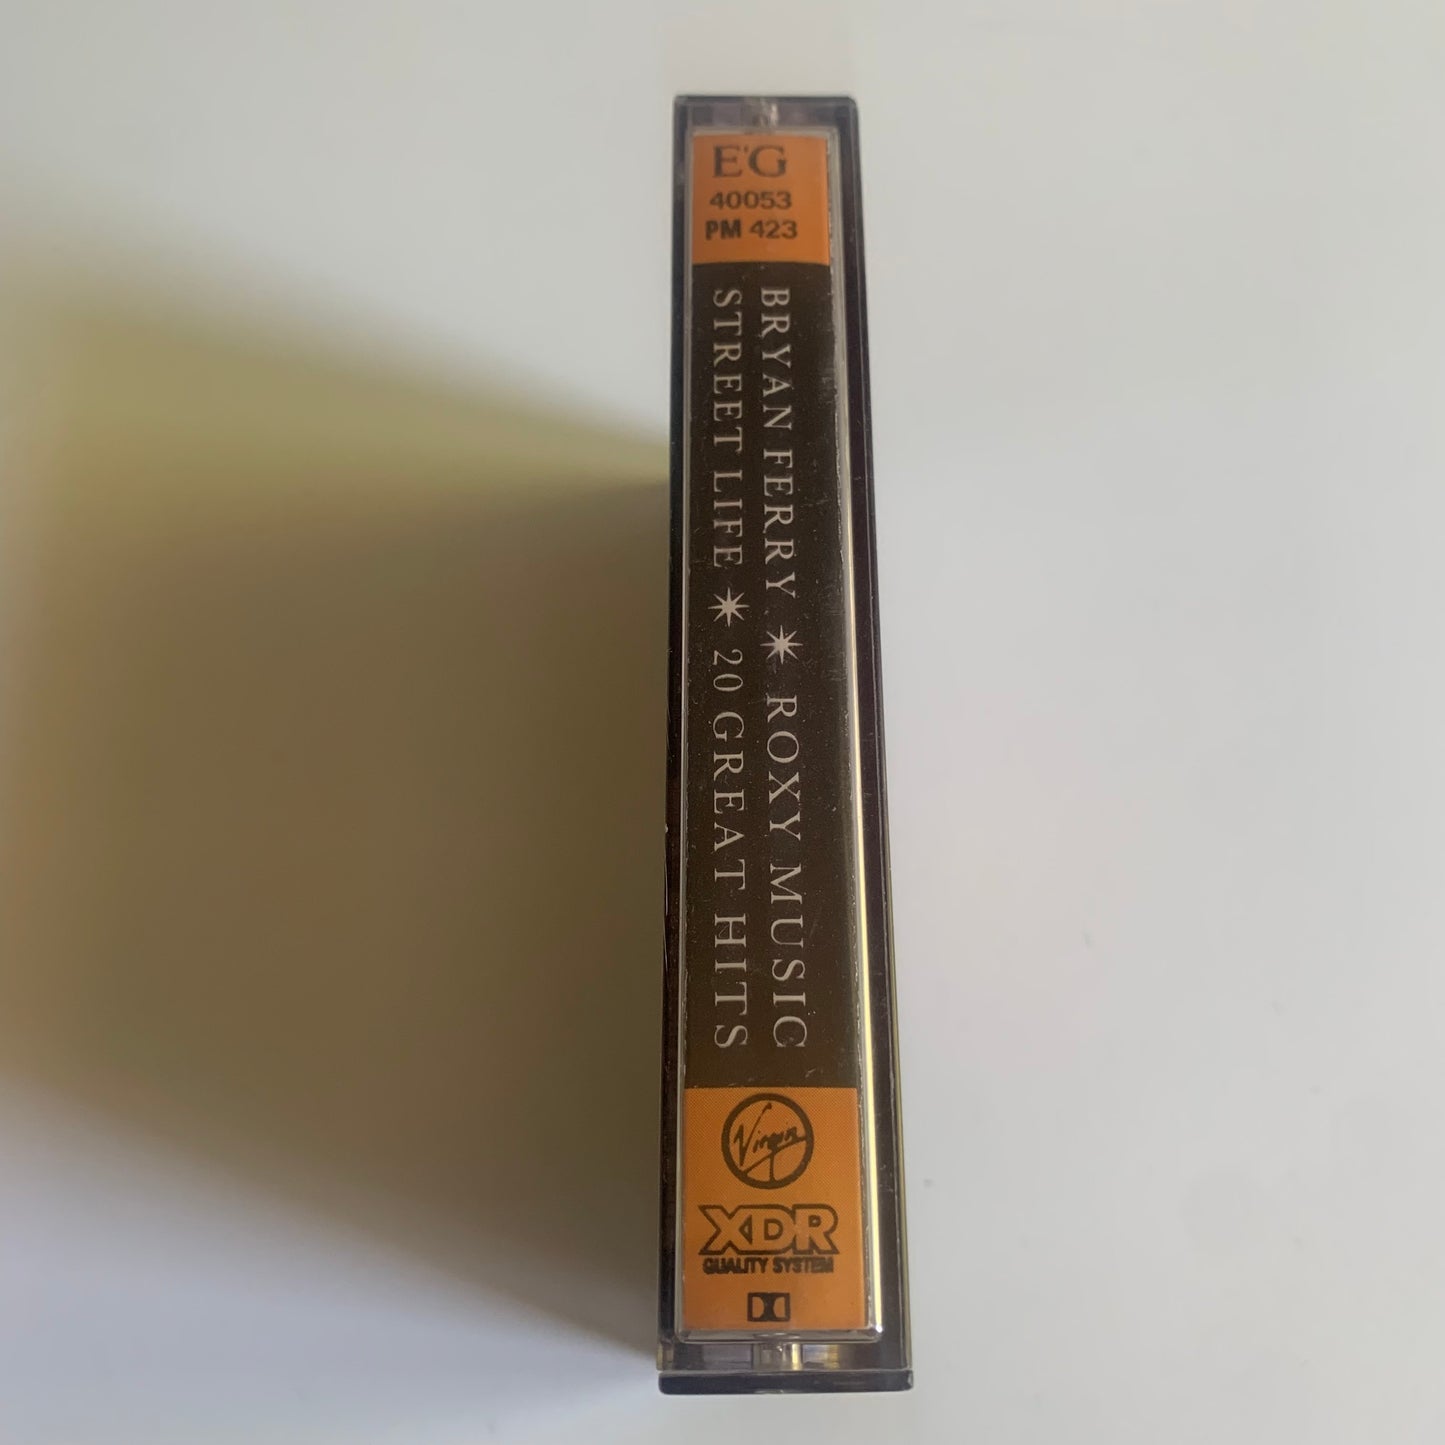 E'G
40053
PM 423
BRYAN FERRY ✴ ROXY MUSIC
STREET LIFE ✴ 20 GREAT HITS
Virgin
XDR
QUALITY SYSTEM